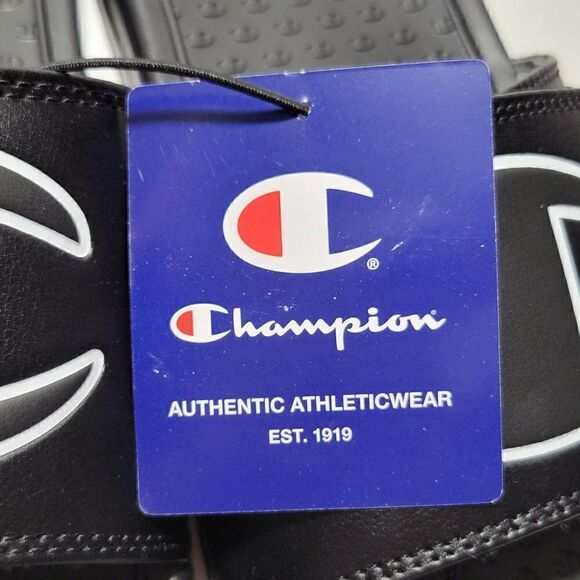 C
®
Champion
AUTHENTIC ATHLETICWEAR
EST. 1919